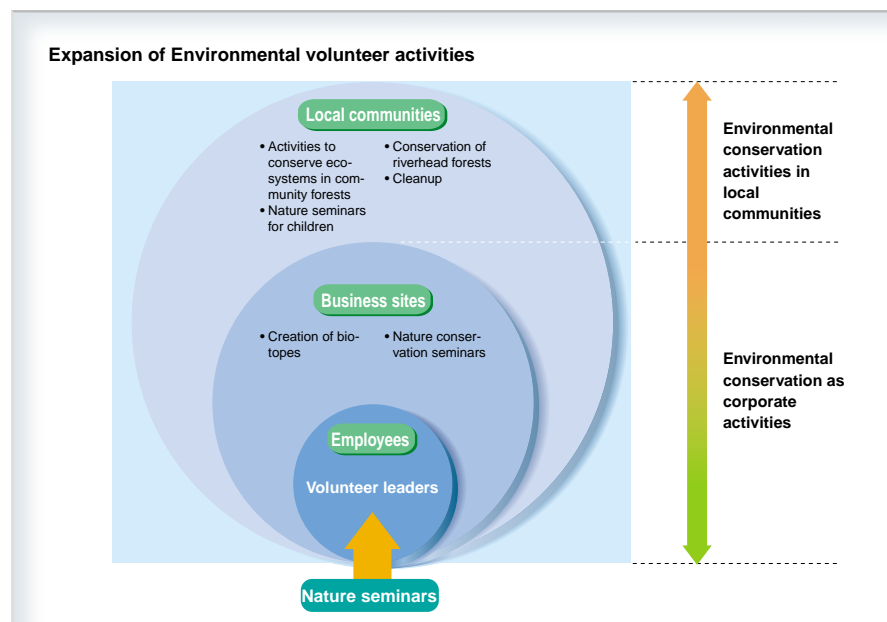 Expansion of Environmental volunteer activities
Local communities
• Activities to
conserve eco-
systems in com-
munity forests
• Nature seminars
for children
• Conservation of
riverhead forests
• Cleanup
Environmental
conservation
activities in
local
communities
Business sites
• Creation of bio-
topes
• Nature conser-
vation seminars
Environmental
conservation as
corporate
activities
Employees
Volunteer leaders
Nature seminars